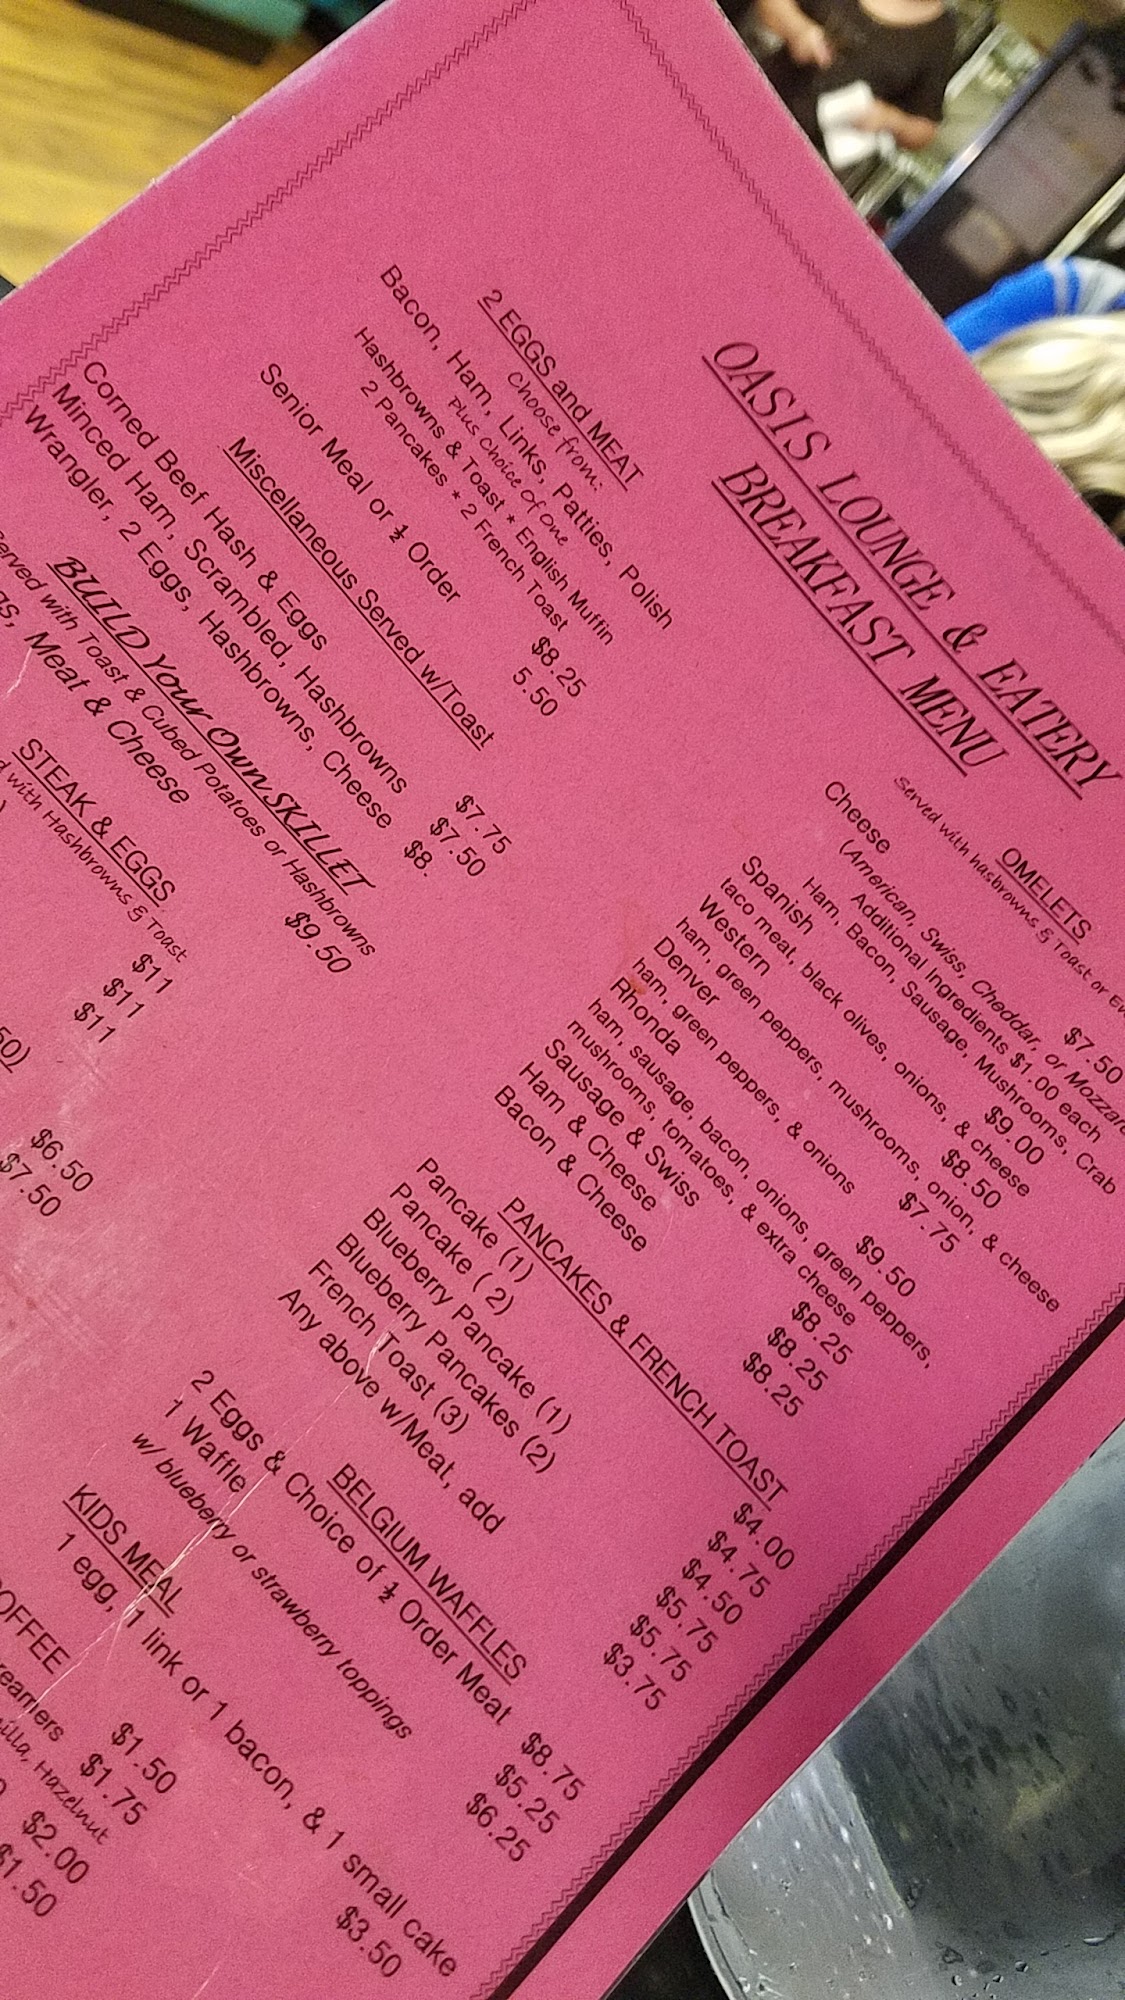 OASIS LOUNGE & EATERY
BREAKFAST MENU
2 EGGS and MEAT
Choose from:
Bacon, Ham, Links, Patties, Polish
Plus choice of one
Hashbrowns & Toast * English Muffin
2 Pancakes * 2 French Toast
$8.25
Senior Meal or ½ Order 5.50
Miscellaneous Served w/Toast
Corned Beef Hash & Eggs $7.75
Minced Ham, Scrambled, Hashbrowns $7.50
Wrangler, 2 Eggs, Hashbrowns, Cheese $8.
BUILD Your Own SKILLET
Served with Toast & Cubed Potatoes or Hashbrowns
Meat & Cheese $9.50
STEAK & EGGS
with Hashbrowns & Toast
$11
$11
$11
$6.50
$7.50
OMELETS
Served with hashbrowns & Toast or
Cheese $7.50
(American, Swiss, Cheddar, or
Additional Ingredients $1.00 each
Ham, Bacon, Sausage, Mushrooms, Crab
Spanish $9.00
taco meat, black olives, onions, & cheese
Western $8.50
ham, green peppers, mushrooms, onion, & cheese
Denver $7.75
ham, green peppers, & onions
Rhonda $9.50
ham, sausage, bacon, onions, green peppers,
mushrooms, tomatoes, & extra cheese
Sausage & Swiss $8.25
Ham & Cheese $8.25
Bacon & Cheese $8.25
PANCAKES & FRENCH TOAST
Pancake (1) $4.00
Pancake ( 2) $4.75
Blueberry Pancake (1) $4.50
Blueberry Pancakes (2) $5.75
French Toast (3) $5.75
Any above w/Meat, add $3.75
BELGIUM WAFFLES
2 Eggs & Choice of ½ Order Meat $8.75
1 Waffle $5.25
w/ blueberry or strawberry toppings $6.25
KIDS MEAL
1 egg, 1 link or 1 bacon, & 1 small cake
$3.50
$1.50
$1.75
Hazelnut
$2.00
$1.50